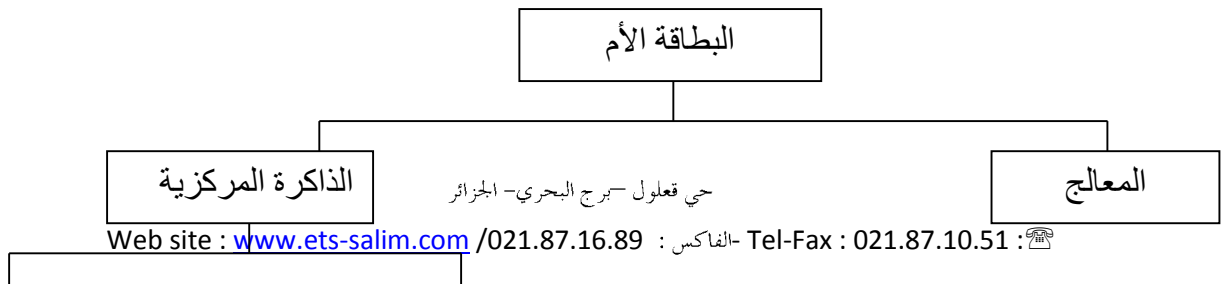 البطاقة الأم
المعالج
الذاكرة المركزية
حي قعلول –برج البحري- الجزائر
Web site : www.ets-salim.com /021.87.16.89 : الفاكس- Tel-Fax : 021.87.10.51 :☏